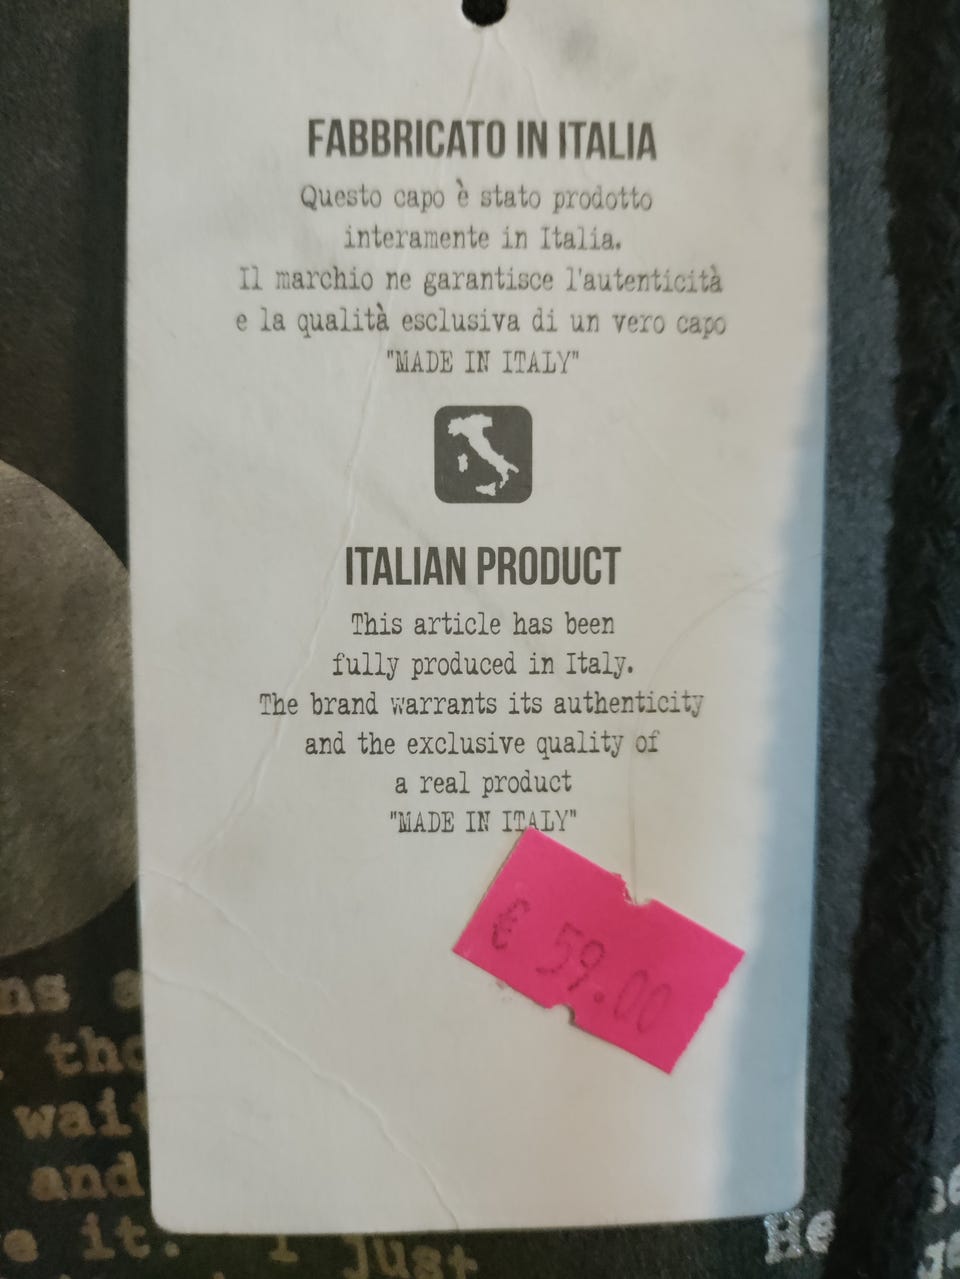 FABBRICATO IN ITALIA
Questo capo è stato prodotto
interamente in Italia.
Il marchio ne garantisce l'autenticità
e la qualità esclusiva di un vero capo
"MADE IN ITALY"
ITALIAN PRODUCT
This article has been
fully produced in Italy.
The brand warrants its authenticity
and the exclusive quality of
a real product
"MADE IN ITALY"
€ 59.00
and
it. I just
He